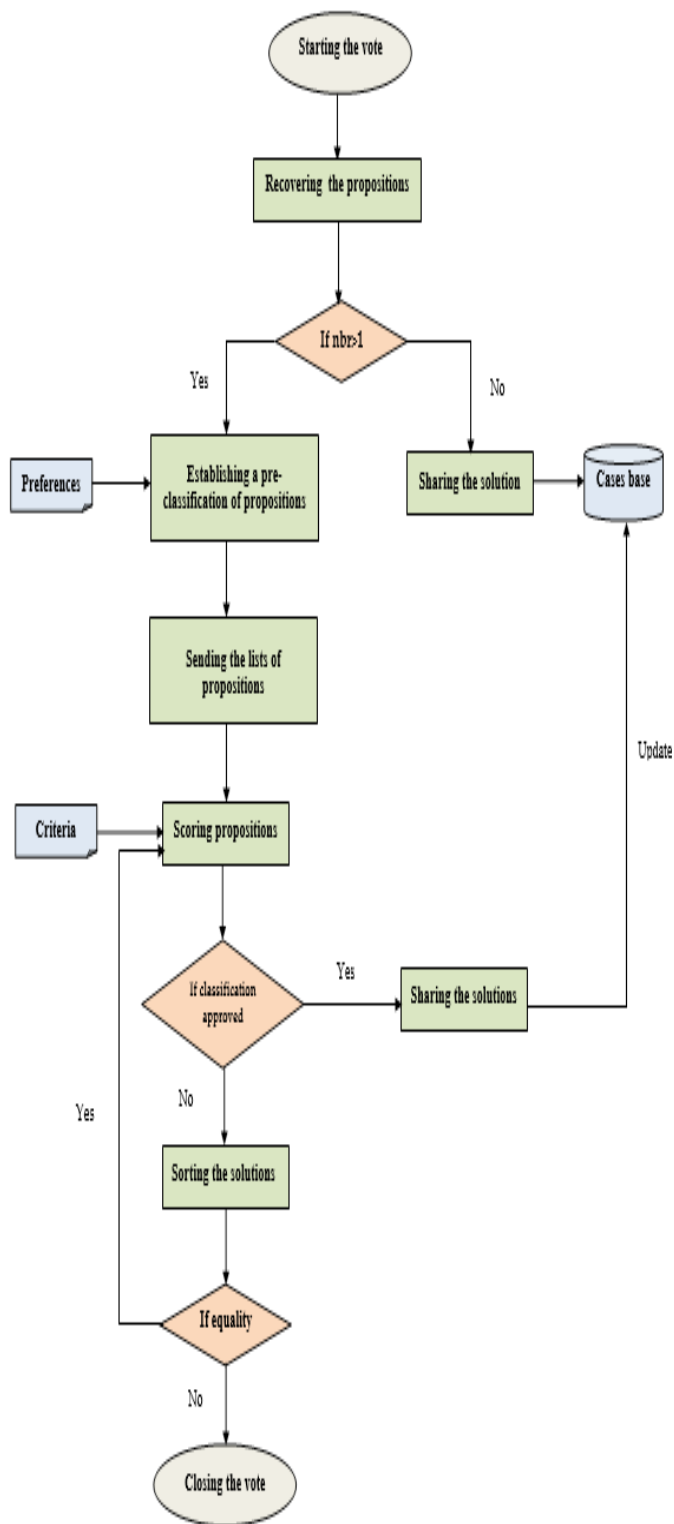 Starting the vote
Recovering the propositions
If nbr>1
Yes
No
Preferences
Establishing a pre-
classification of propositions
Sharing the solution
Cases base
Sending the lists of
propositions
Update
Criteria
Scoring propositions
If classification
approved
Yes
Sharing the solutions
No
Yes
Sorting the solutions
If equality
No
Closing the vote